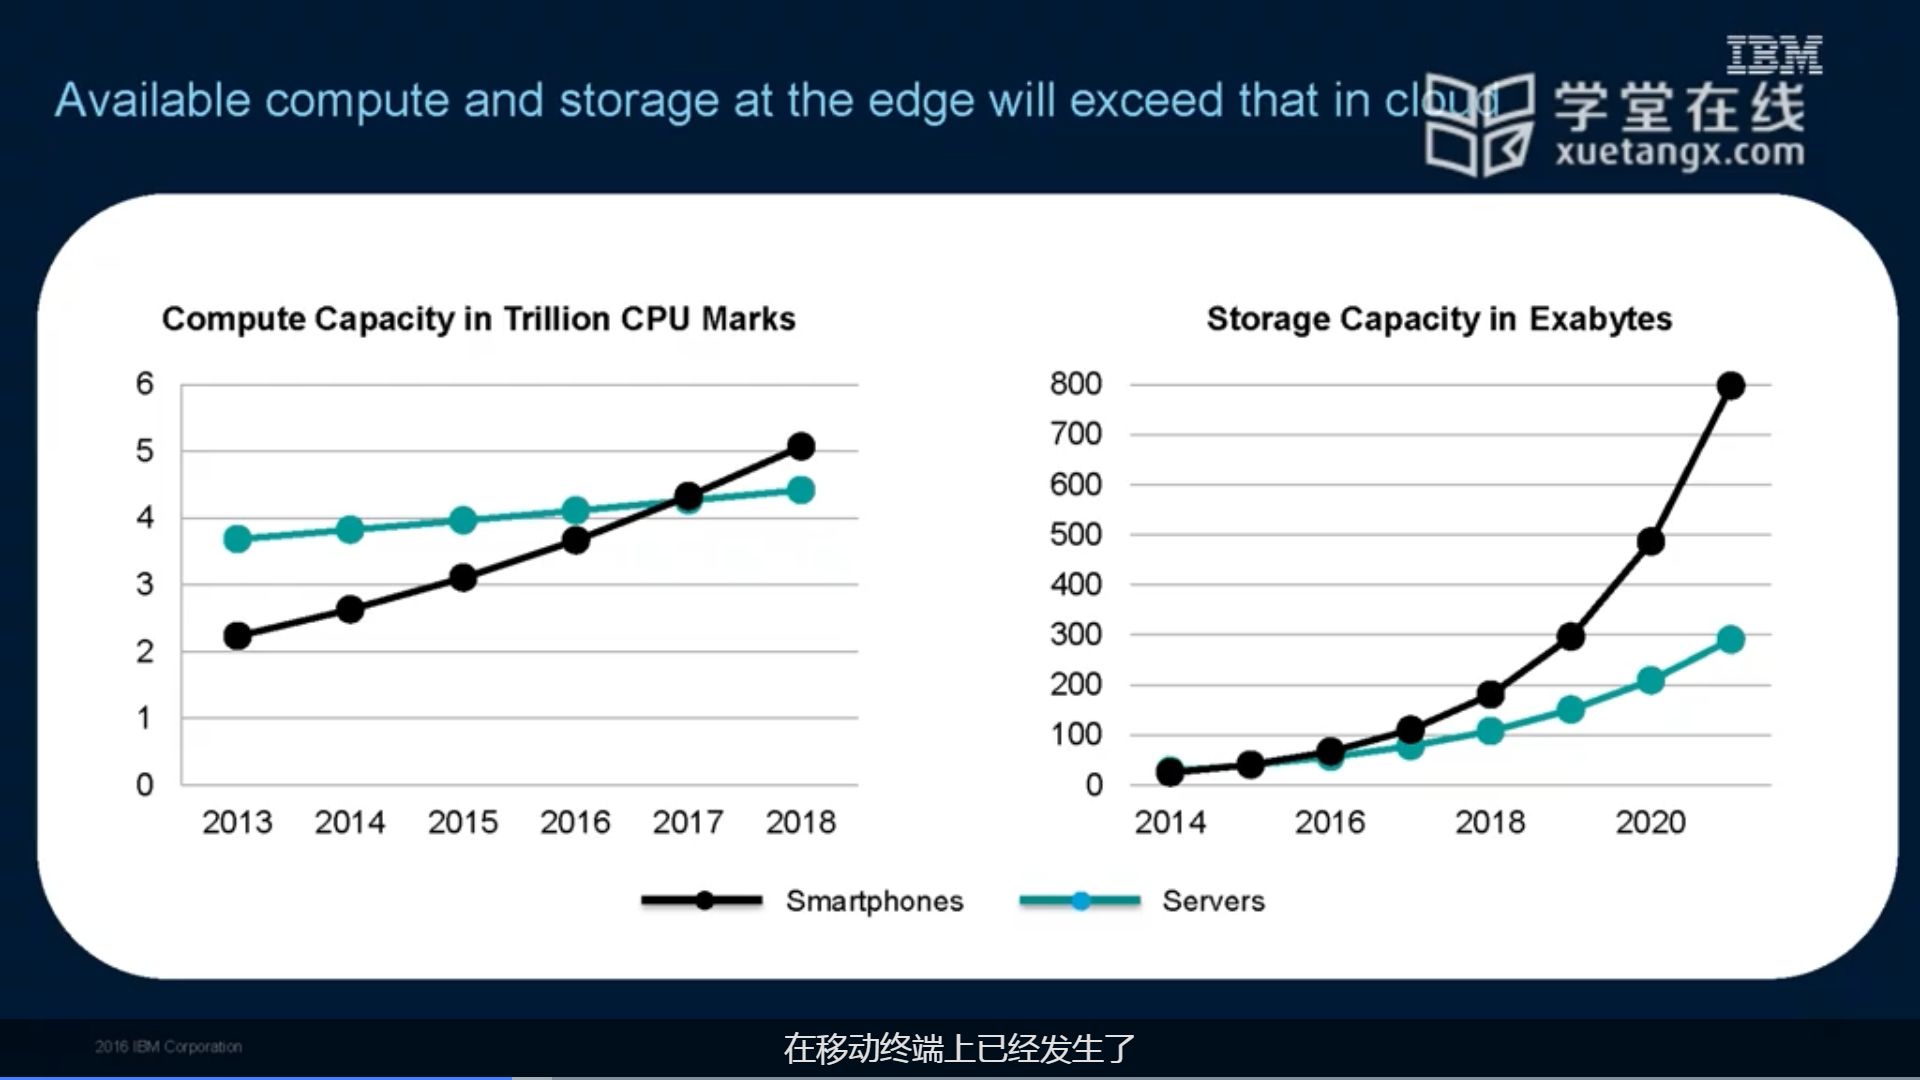 IBM
Available compute and storage at the edge will exceed that in cloud
学堂在线
xuetangx.com
Compute Capacity in Trillion CPU Marks
6
5
4
3
2
1
0
2013 2014 2015 2016 2017 2018
Storage Capacity in Exabytes
800
700
600
500
400
300
200
100
0
2014 2016 2018 2020
Smartphones Servers
2016 IBM Corporation
在移动终端上已经发生了